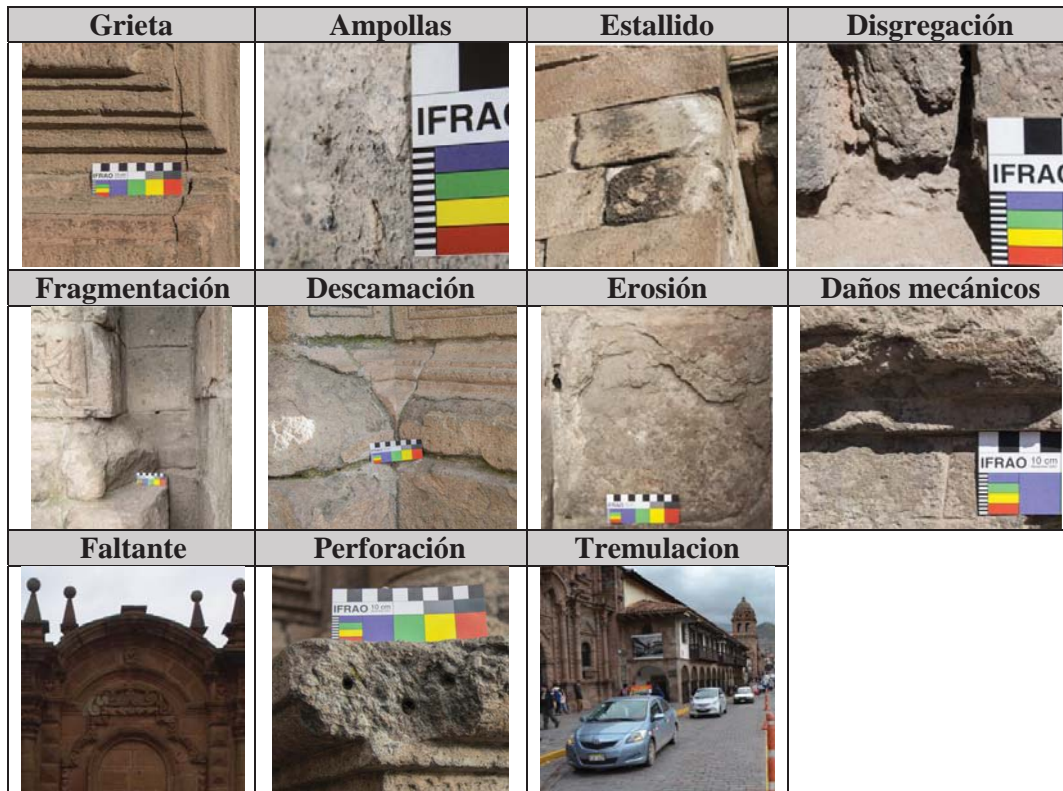 Grieta
Ampollas
Estallido
Disgregación
IFRAO
IFRA
IFRAO
Fragmentación
Descamación
Erosión
Daños mecánicos
IFRAO 10 cm
Faltante
Perforación
Tremulacion
IFRAO 10 cm